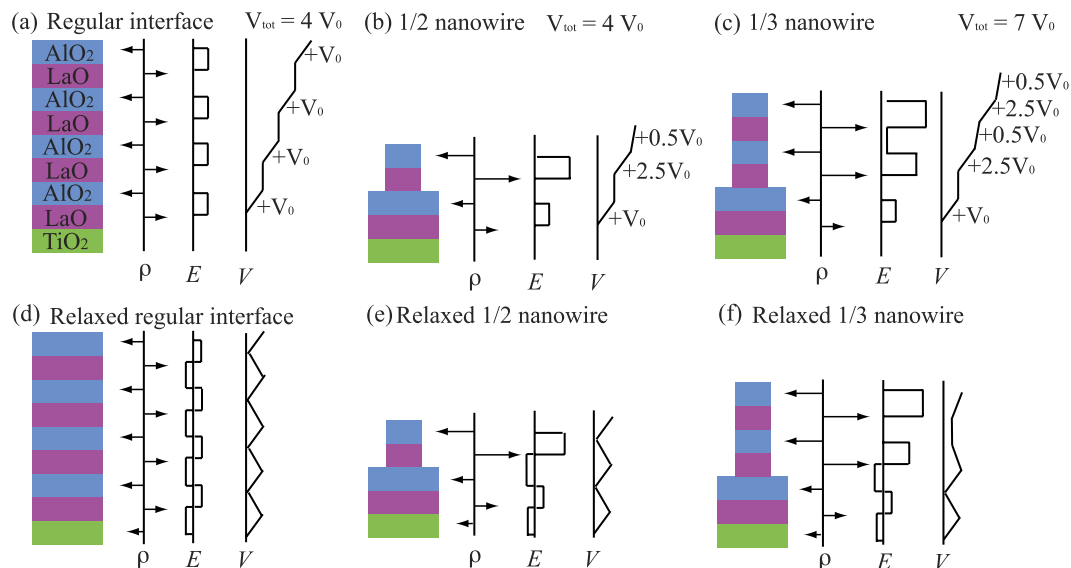 (a) Regular interface
V_tot = 4 V₀
AlO₂
LaO
AlO₂
LaO
AlO₂
LaO
AlO₂
LaO
TiO₂
+V₀
+V₀
+V₀
+V₀
ρ E V
(b) 1/2 nanowire
V_tot = 4 V₀
+0.5V₀
+2.5V₀
+V₀
ρ E V
(c) 1/3 nanowire
V_tot = 7 V₀
+0.5V₀
+2.5V₀
+0.5V₀
+2.5V₀
+V₀
ρ E V
(d) Relaxed regular interface
ρ E V
(e) Relaxed 1/2 nanowire
ρ E V
(f) Relaxed 1/3 nanowire
ρ E V